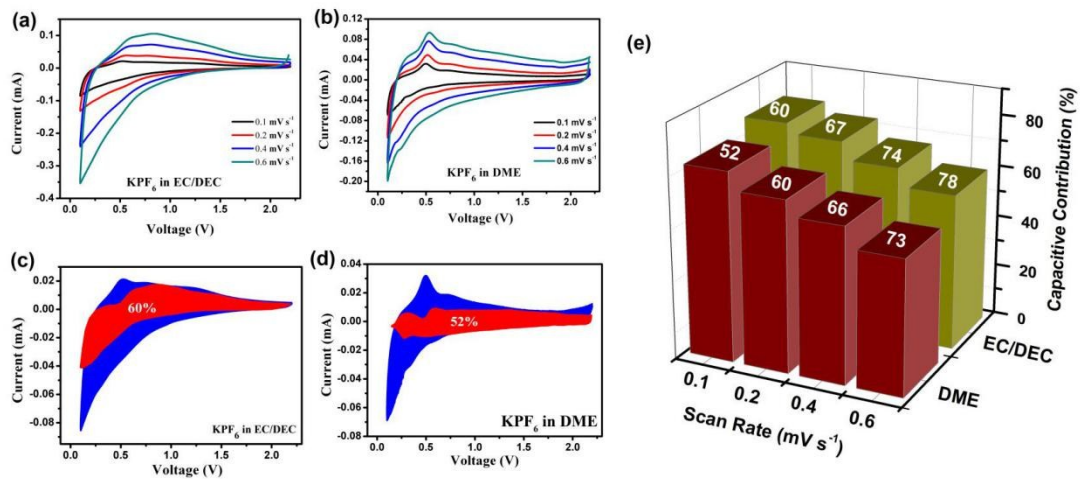 (a)
Current (mA)
0.1
0.0
-0.1
-0.2
-0.3
-0.4
0.1 mV s⁻¹
0.2 mV s⁻¹
0.4 mV s⁻¹
0.6 mV s⁻¹
KPF₆ in EC/DEC
0.0 0.5 1.0 1.5 2.0
Voltage (V)
(b)
Current (mA)
0.12
0.08
0.04
0.00
-0.04
-0.08
-0.12
-0.16
-0.20
0.1 mV s⁻¹
0.2 mV s⁻¹
0.4 mV s⁻¹
0.6 mV s⁻¹
KPF₆ in DME
0.0 0.5 1.0 1.5 2.0
Voltage (V)
(c)
Current (mA)
0.02
0.00
-0.02
-0.04
-0.06
-0.08
60%
KPF₆ in EC/DEC
0.0 0.5 1.0 1.5 2.0
Voltage (V)
(d)
Current (mA)
0.04
0.02
0.00
-0.02
-0.04
-0.06
-0.08
52%
KPF₆ in DME
0.0 0.5 1.0 1.5 2.0
Voltage (V)
(e)
60 67 74 78
52 60 66 73
80
60
40
20
0
Capacitive Contribution (%)
EC/DEC
DME
0.1 0.2 0.4 0.6
Scan Rate (mV s⁻¹)